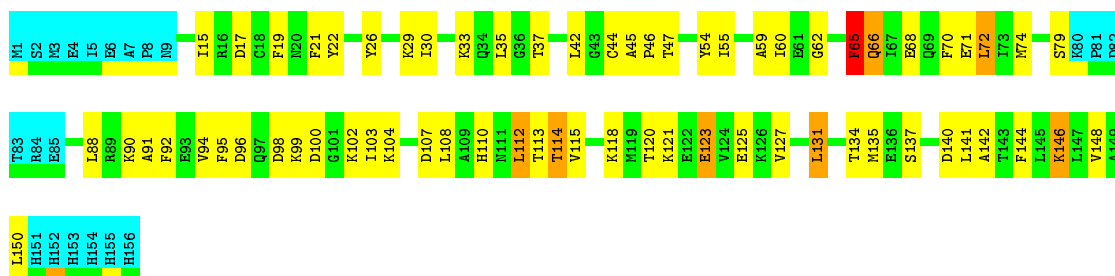 M1 S2 M3 E4 I5 E6 A7 P8 N9 I15 R16 D17 C18 F19 N20 F21 Y22 Y26 K29 I30 K33 Q34 L35 G36 T37 L42 G43 C44 A45 P46 T47 Y54 I55 A59 I60 E61 G62 F65 Q66 I67 E68 Q69 F70 E71 L72 I73 M74 S79 K80 P81
T83 R84 E85 L88 R89 K90 A91 F92 E93 V94 F95 D96 Q97 D98 K99 D100 G101 K102 I103 K104 D107 L108 A109 H110 N111 L112 T113 T114 V115 K118 M119 T120 K121 E122 E123 V124 E125 K126 V127 L131 T134 M135 E136 S137 D140 L141 A142 T143 F144 L145 K146 L147 V148 A149
L150 H151 H152 H153 H154 H155 H156